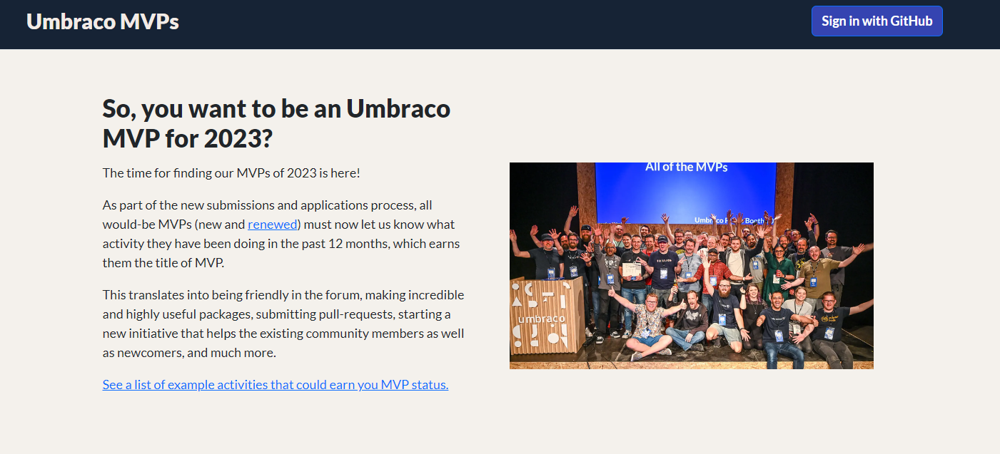 Umbraco MVPs
Sign in with GitHub
So, you want to be an Umbraco
MVP for 2023?
The time for finding our MVPs of 2023 is here!
As part of the new submissions and applications process, all
would-be MVPs (new and renewed) must now let us know what
activity they have been doing in the past 12 months, which earns
them the title of MVP.
This translates into being friendly in the forum, making incredible
and highly useful packages, submitting pull-requests, starting a
new initiative that helps the existing community members as well
as newcomers, and much more.
See a list of example activities that could earn you MVP status.
All of the MVPs
Booth
umbraco